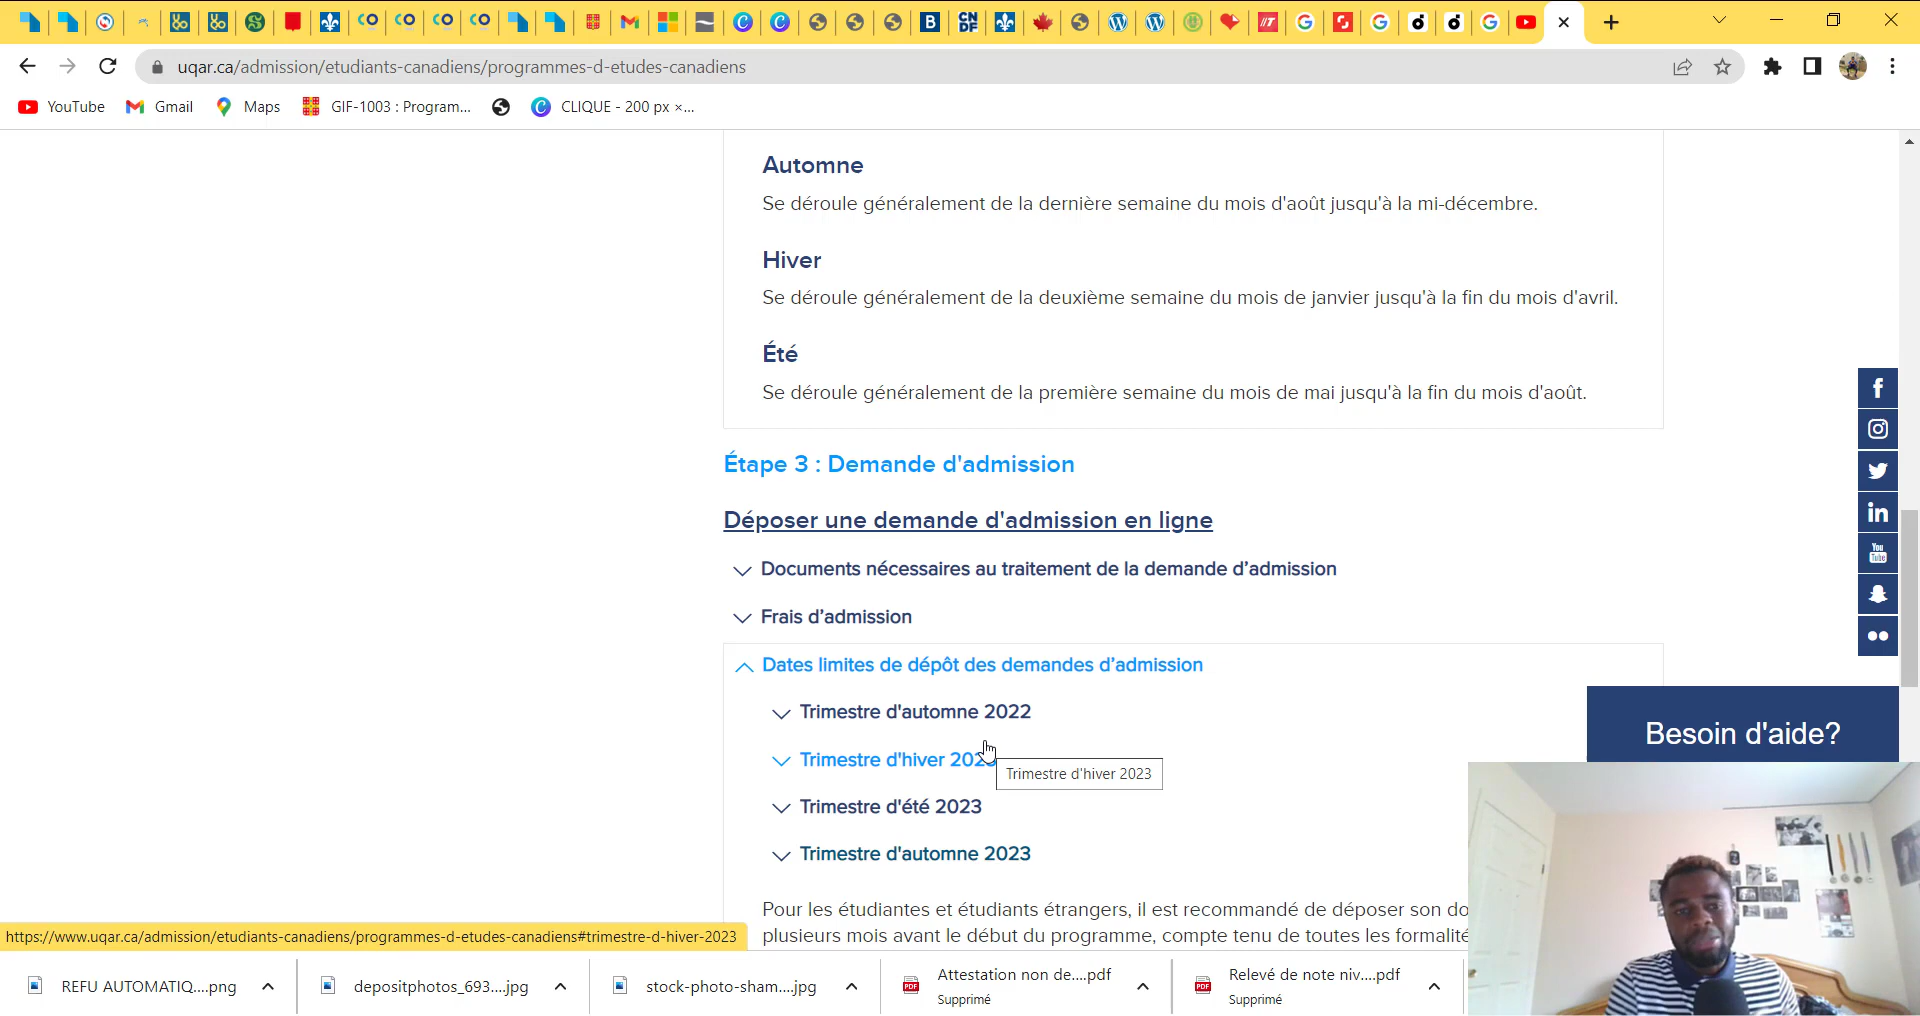 uqar.ca/admission/etudiants-canadiens/programmes-d-etudes-canadiens
YouTube
Gmail
Maps
GIF-1003 : Program...
CLIQUE - 200 px ×...
Automne
Se déroule généralement de la dernière semaine du mois d'août jusqu'à la mi-décembre.
Hiver
Se déroule généralement de la deuxième semaine du mois de janvier jusqu'à la fin du mois d'avril.
Été
Se déroule généralement de la première semaine du mois de mai jusqu'à la fin du mois d'août.
Étape 3 : Demande d'admission
Déposer une demande d'admission en ligne
Documents nécessaires au traitement de la demande d’admission
Frais d’admission
Dates limites de dépôt des demandes d’admission
Trimestre d'automne 2022
Trimestre d'hiver 2023
Trimestre d'hiver 2023
Trimestre d'été 2023
Trimestre d'automne 2023
Besoin d'aide?
Pour les étudiantes et étudiants étrangers, il est recommandé de déposer son do
plusieurs mois avant le début du programme, compte tenu de toutes les formalité
https://www.uqar.ca/admission/etudiants-canadiens/programmes-d-etudes-canadiens#trimestre-d-hiver-2023
REFU AUTOMATIQ....png
depositphotos_693....jpg
stock-photo-sham....jpg
Attestation non de....pdf
Supprimé
Relevé de note niv....pdf
Supprimé